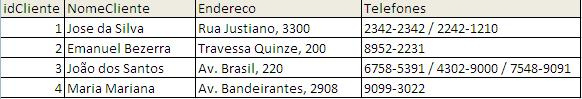 idCliente NomeCliente Endereco Telefones
1 Jose da Silva Rua Justiano, 3300 2342-2342 / 2242-1210
2 Emanuel Bezerra Travessa Quinze, 200 8952-2231
3 João dos Santos Av. Brasil, 220 6758-5391 / 4302-9000 / 7548-9091
4 Maria Mariana Av. Bandeirantes, 2908 9099-3022